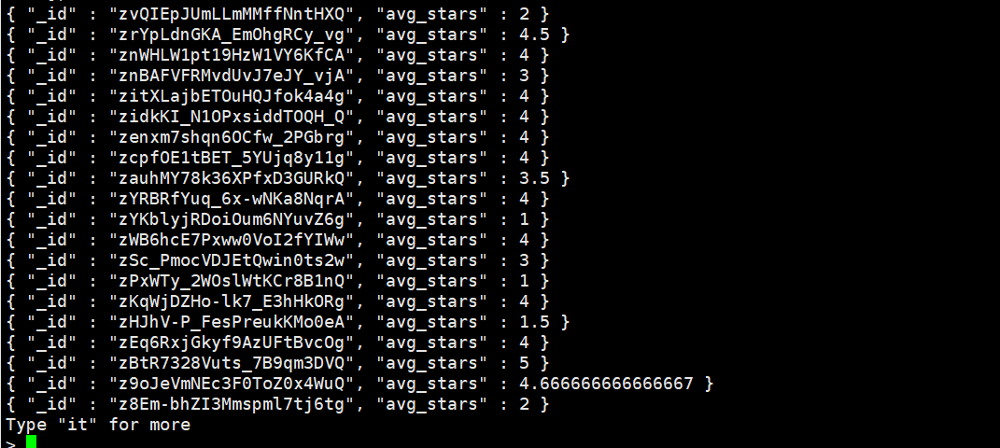 { "_id" : "zvQIEpJUmLLmMMffNntHXQ", "avg_stars" : 2 }
{ "_id" : "zrYpLdnGKA_EmOhgRCy_vg", "avg_stars" : 4.5 }
{ "_id" : "znWHLW1pt19HzW1VY6KfCA", "avg_stars" : 4 }
{ "_id" : "znBAFVFRMvdUvJ7eJY_vjA", "avg_stars" : 3 }
{ "_id" : "zitXLajbETOuHQJfok4a4g", "avg_stars" : 4 }
{ "_id" : "zidkKI_N1OPxsiddTOQH_Q", "avg_stars" : 4 }
{ "_id" : "zenxm7shqn6OCfw_2PGbrg", "avg_stars" : 4 }
{ "_id" : "zcpfOE1tBET_5YUjq8y11g", "avg_stars" : 4 }
{ "_id" : "zauhMY78k36XPfxD3GURkQ", "avg_stars" : 3.5 }
{ "_id" : "zYRBRfYuq_6x-wNKa8NqrA", "avg_stars" : 4 }
{ "_id" : "zYKblyjRDoiOum6NYuvZ6g", "avg_stars" : 1 }
{ "_id" : "zWB6hcE7Pxww0VoI2fYIWw", "avg_stars" : 4 }
{ "_id" : "zSc_PmocVDJEtQwin0ts2w", "avg_stars" : 3 }
{ "_id" : "zPxWTy_2WOslWtKCr8B1nQ", "avg_stars" : 1 }
{ "_id" : "zKqWjDZHo-lk7_E3hHkORg", "avg_stars" : 4 }
{ "_id" : "zHJhV-P_FesPreukKMo0eA", "avg_stars" : 1.5 }
{ "_id" : "zEq6RxjGkyf9AzUFtBvcOg", "avg_stars" : 4 }
{ "_id" : "zBtR7328Vuts_7B9qm3DVQ", "avg_stars" : 5 }
{ "_id" : "z9oJeVmNEc3F0ToZ0x4WuQ", "avg_stars" : 4.666666666666667 }
{ "_id" : "z8Em-bhZI3Mmspml7tj6tg", "avg_stars" : 2 }
Type "it" for more
>